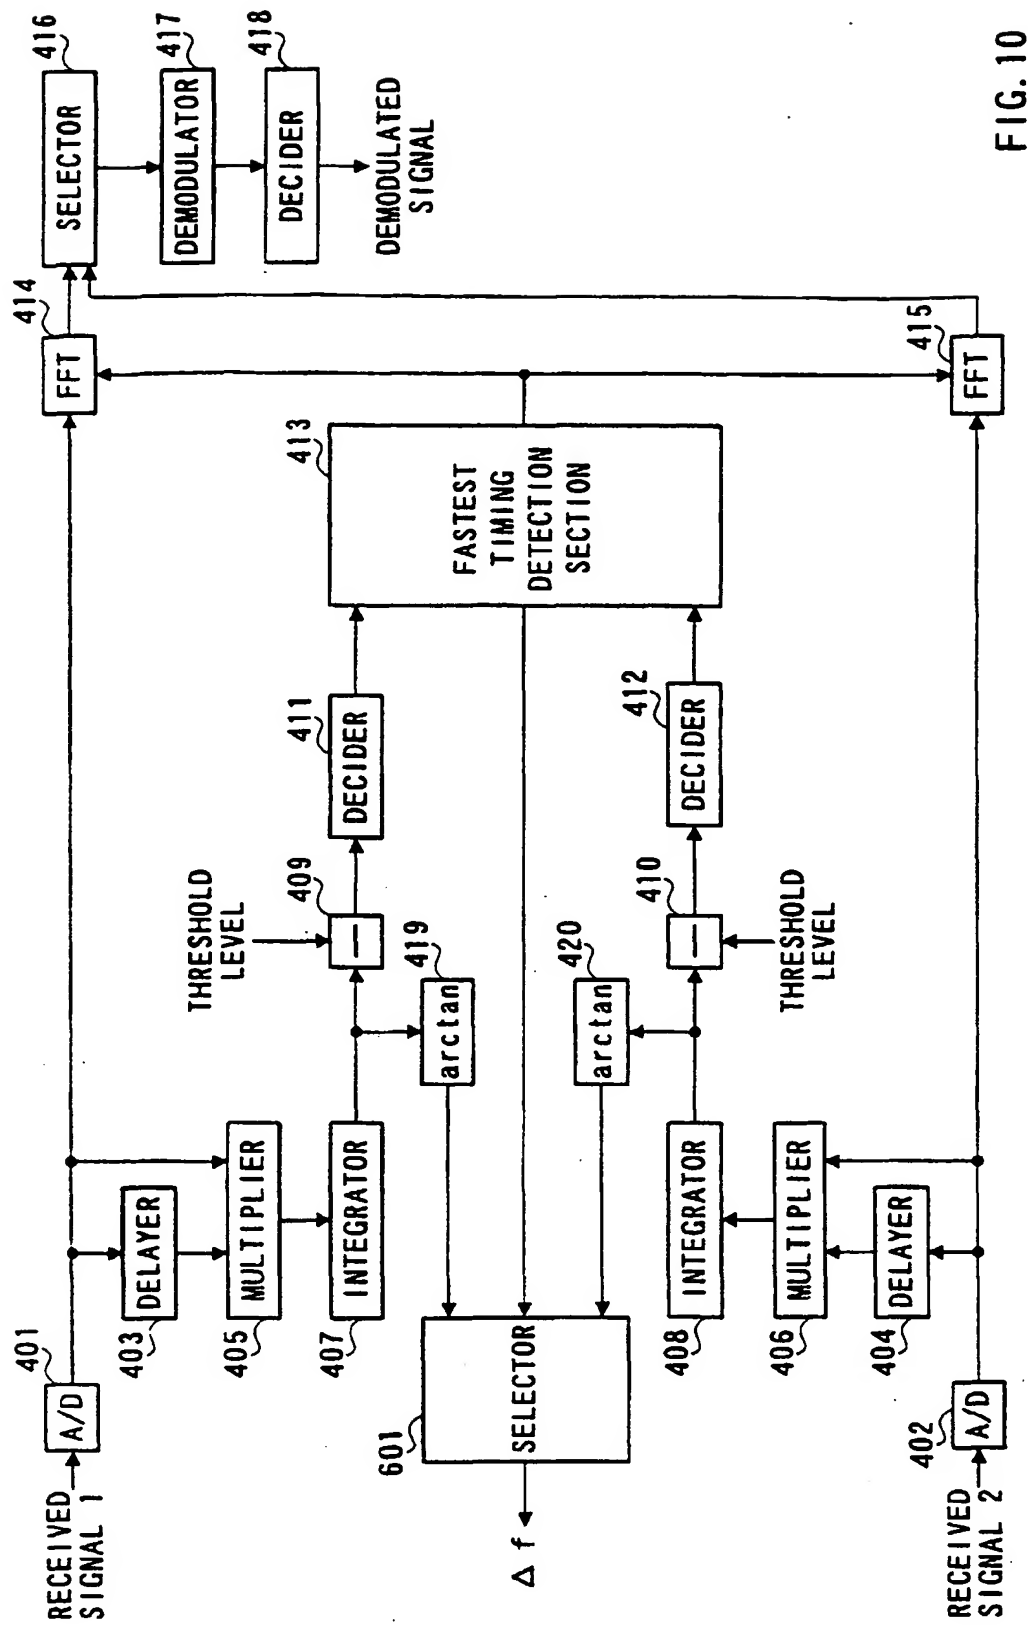 RECEIVED
SIGNAL 1
A/D
401
DELAYER
403
MULTIPLIER
405
INTEGRATOR
407
THRESHOLD
LEVEL
409
—
arctan
419
DECIDER
411
FASTEST
TIMING
DETECTION
SECTION
413
FFT
414
SELECTOR
416
DEMODULATOR
417
DECIDER
418
DEMODULATED
SIGNAL
Δ f
SELECTOR
601
arctan
420
INTEGRATOR
408
—
410
THRESHOLD
LEVEL
DECIDER
412
MULTIPLIER
406
DELAYER
404
RECEIVED
SIGNAL 2
A/D
402
FFT
415
FIG. 10